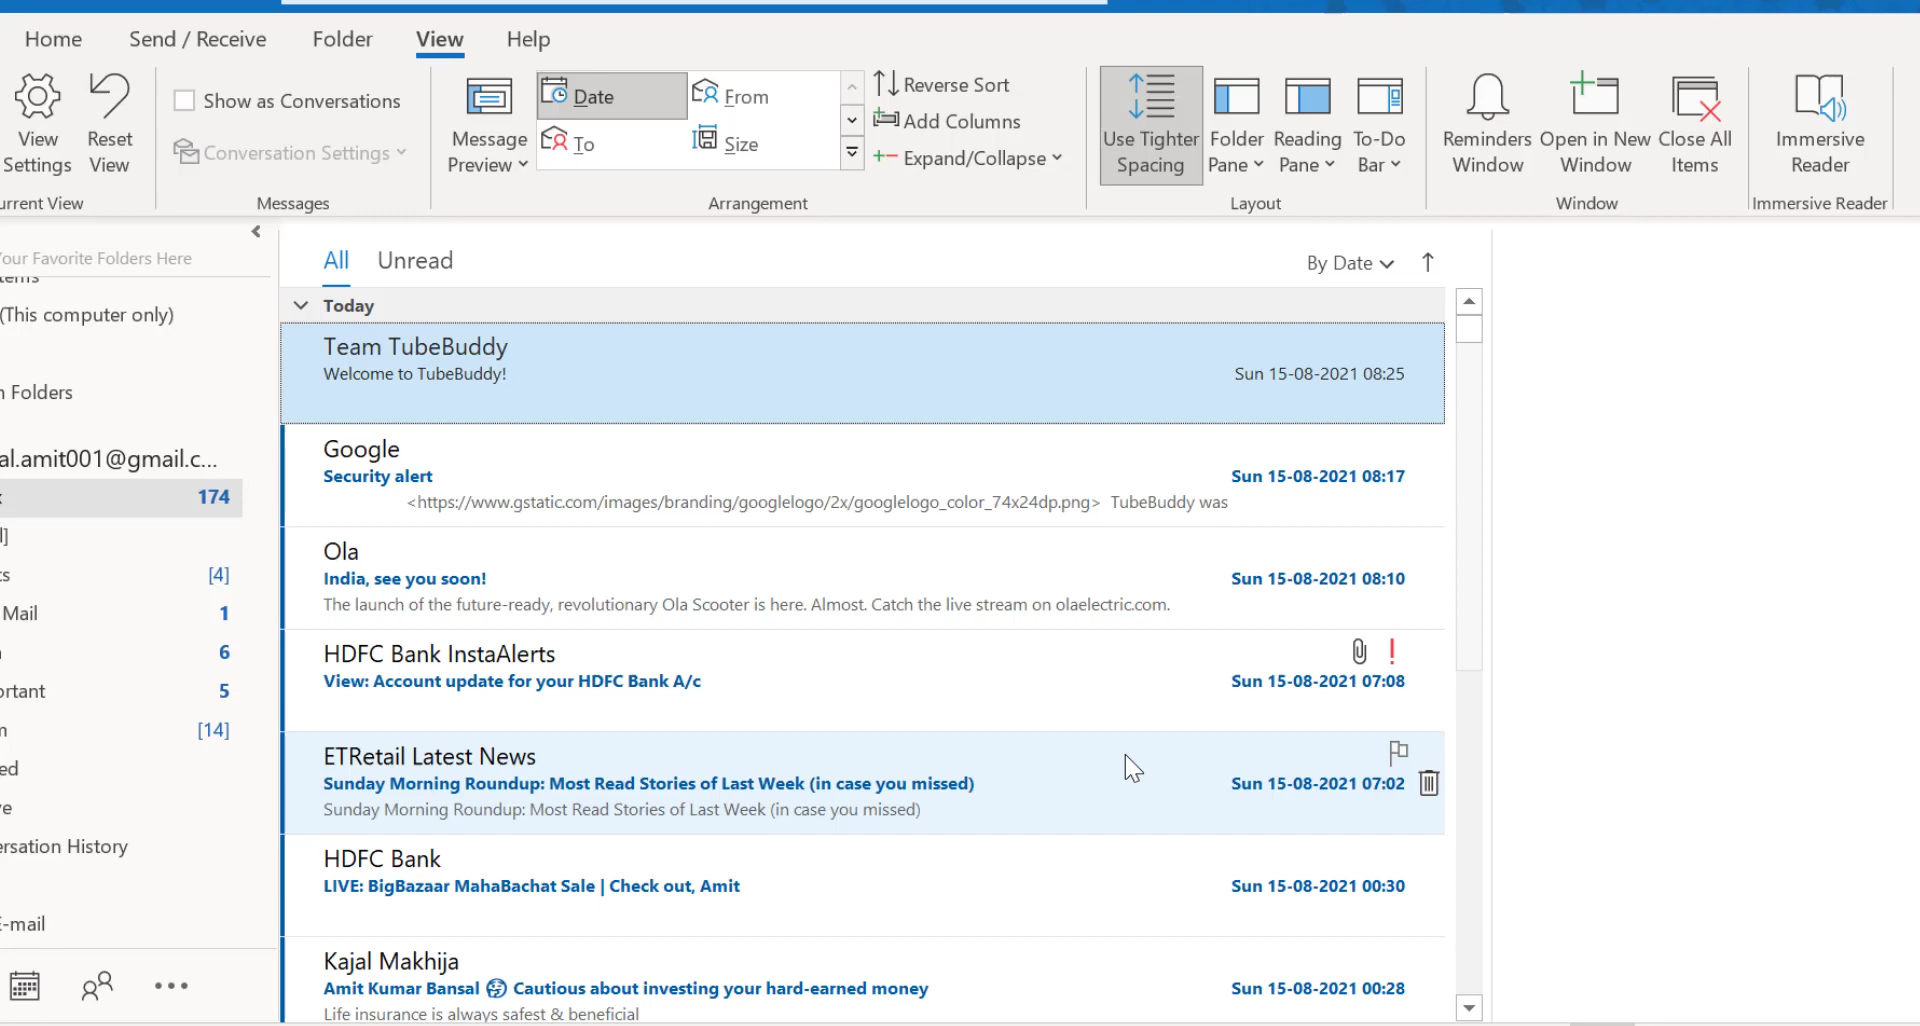 Home Send / Receive Folder View Help
View Settings
Reset View
urrent View
Show as Conversations
Conversation Settings
Messages
Message Preview
Date
From
To
Size
Reverse Sort
Add Columns
Expand/Collapse
Arrangement
Use Tighter Spacing
Folder Pane
Reading Pane
To-Do Bar
Layout
Reminders Window
Open in New Window
Close All Items
Window
Immersive Reader
Immersive Reader
our Favorite Folders Here
(This computer only)
n Folders
al.amit001@gmail.c...
174
ts [4]
Mail 1
6
ortant 5
[14]
ed
ve
ersation History
E-mail
All Unread
By Date
Today
Team TubeBuddy
Welcome to TubeBuddy! Sun 15-08-2021 08:25
Google
Security alert Sun 15-08-2021 08:17
<https://www.gstatic.com/images/branding/googlelogo/2x/googlelogo_color_74x24dp.png> TubeBuddy was
Ola
India, see you soon! Sun 15-08-2021 08:10
The launch of the future-ready, revolutionary Ola Scooter is here. Almost. Catch the live stream on olaelectric.com.
HDFC Bank InstaAlerts
View: Account update for your HDFC Bank A/c Sun 15-08-2021 07:08
ETRetail Latest News
Sunday Morning Roundup: Most Read Stories of Last Week (in case you missed) Sun 15-08-2021 07:02
Sunday Morning Roundup: Most Read Stories of Last Week (in case you missed)
HDFC Bank
LIVE: BigBazaar MahaBachat Sale | Check out, Amit Sun 15-08-2021 00:30
Kajal Makhija
Amit Kumar Bansal 🤔 Cautious about investing your hard-earned money Sun 15-08-2021 00:28
Life insurance is always safest & beneficial